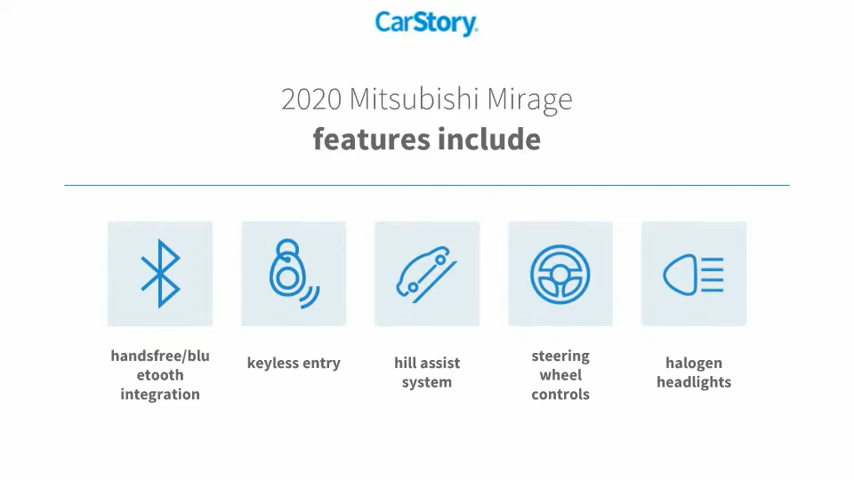 CarStory
2020 Mitsubishi Mirage
features include
handsfree/blu
etooth
integration
keyless entry
hill assist
system
steering
wheel
controls
halogen
headlights